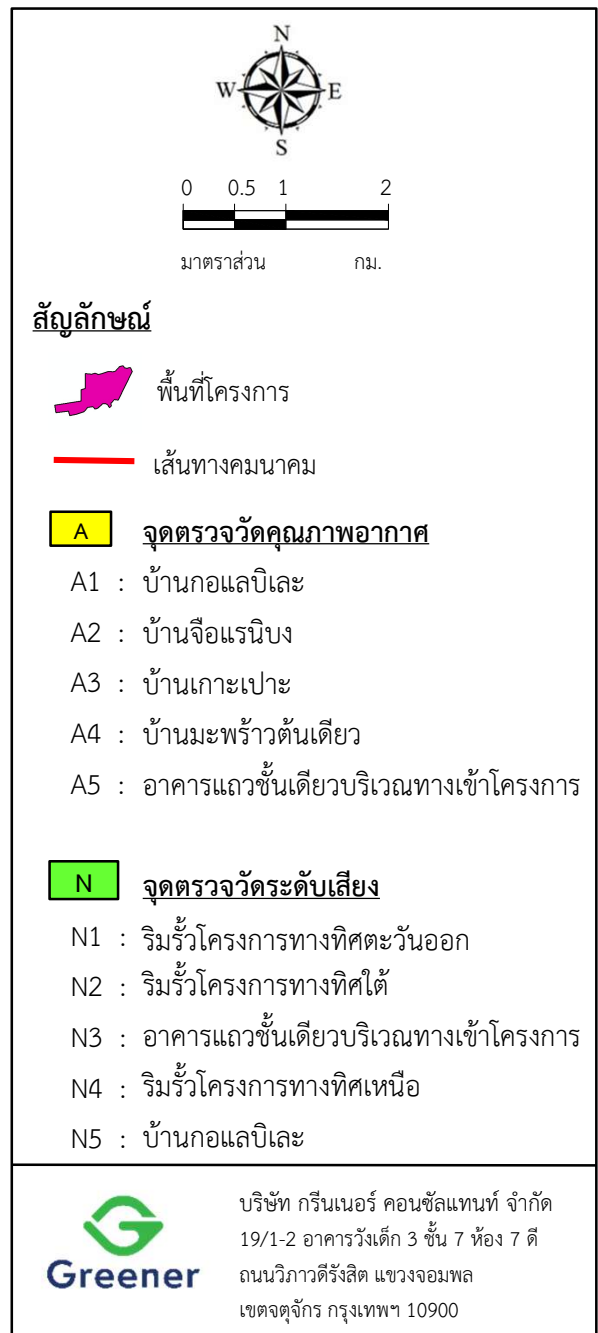 N
W E
S
0 0.5 1 2
มาตราส่วน กม.
สัญลักษณ์
พื้นที่โครงการ
เส้นทางคมนาคม
A จุดตรวจวัดคุณภาพอากาศ
A1 : บ้านกอแลบิเละ
A2 : บ้านจือแรนิบง
A3 : บ้านเกาะเปาะ
A4 : บ้านมะพร้าวต้นเดียว
A5 : อาคารแถวชั้นเดียวบริเวณทางเข้าโครงการ
N จุดตรวจวัดระดับเสียง
N1 : ริมรั้วโครงการทางทิศตะวันออก
N2 : ริมรั้วโครงการทางทิศใต้
N3 : อาคารแถวชั้นเดียวบริเวณทางเข้าโครงการ
N4 : ริมรั้วโครงการทางทิศเหนือ
N5 : บ้านกอแลบิเละ
Greener
บริษัท กรีนเนอร์ คอนซัลแทนท์ จำกัด
19/1-2 อาคารวังเด็ก 3 ชั้น 7 ห้อง 7 ดี
ถนนวิภาวดีรังสิต แขวงจอมพล
เขตจตุจักร กรุงเทพฯ 10900